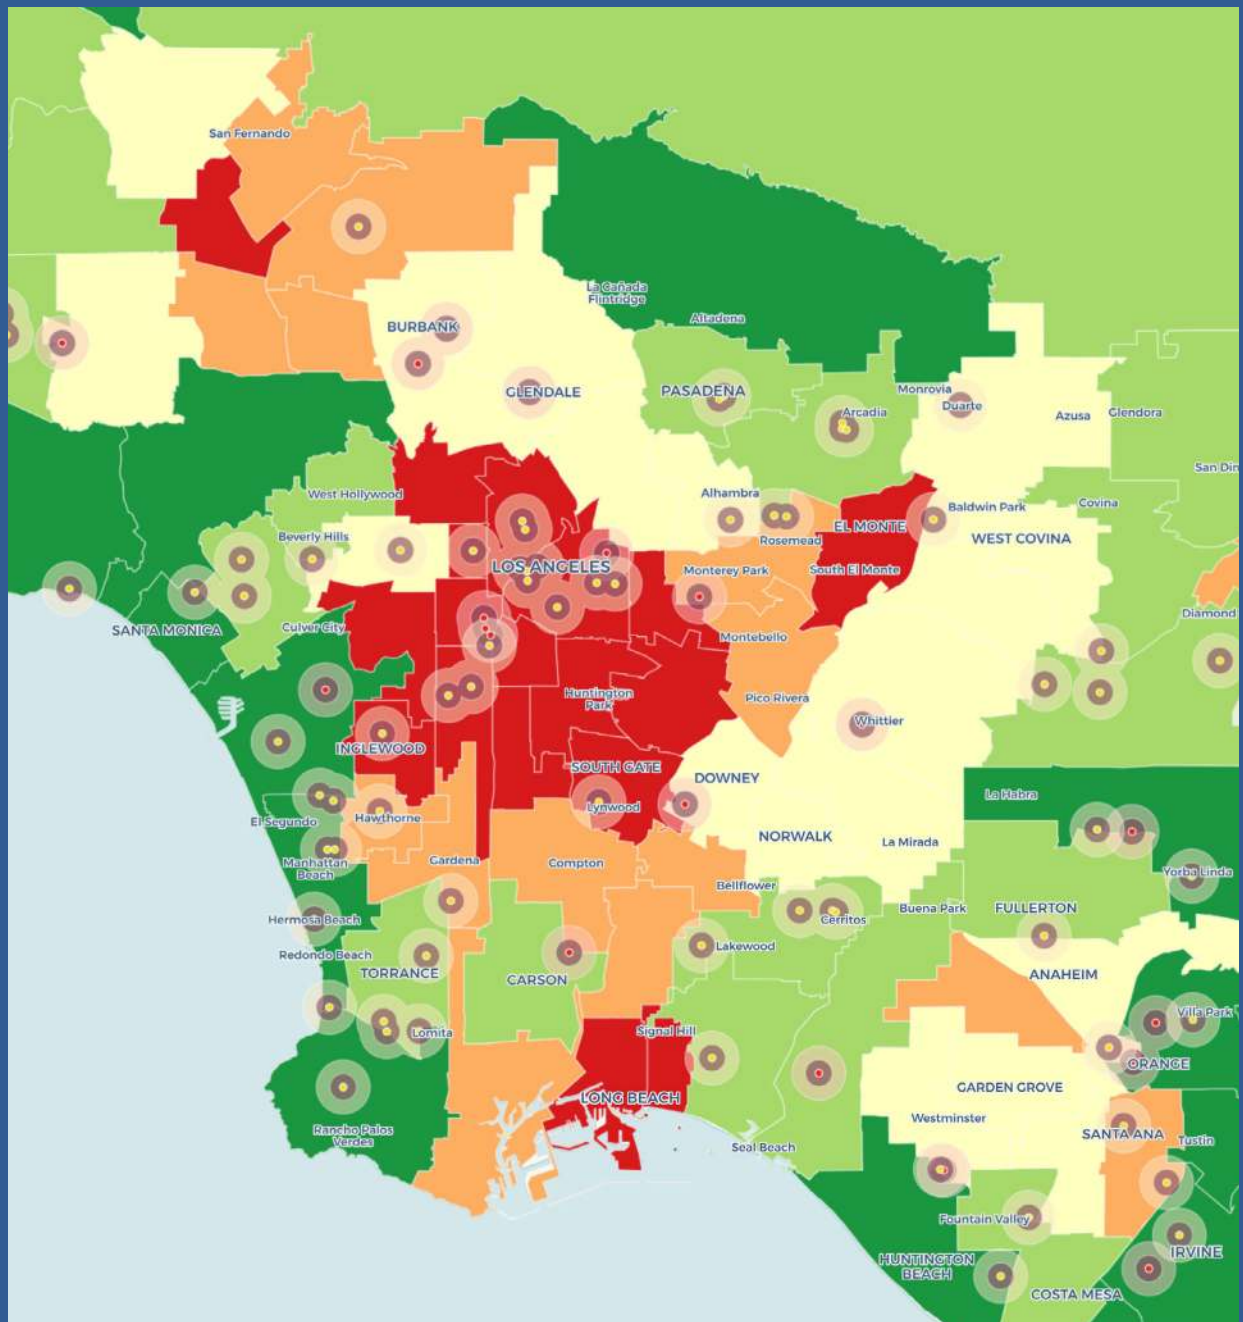 San Fernando
La Cañada
Flintridge
BURBANK
Altadena
GLENDALE
PASADENA
Monrovia
Duarte
Arcadia
Azusa
Glendora
San Din
West Hollywood
Alhambra
Baldwin Park
Covina
Beverly Hills
EL MONTE
Rosemead
WEST COVINA
LOS ANGELES
Monterey Park
South El Monte
Diamond
SANTA MONICA
Culver City
Montebello
Huntington
Park
Pico Rivera
Whittier
INGLEWOOD
SOUTH GATE
DOWNEY
Lynwood
La Habra
El Segundo
Hawthorne
NORWALK
La Mirada
Manhattan
Beach
Gardena
Compton
Yorba Linda
Bellflower
Hermosa Beach
Cerritos
Buena Park
FULLERTON
Redondo Beach
Lakewood
TORRANCE
CARSON
ANAHEIM
Villa Park
Lomita
Signal Hill
ORANGE
GARDEN GROVE
LONG BEACH
Westminster
Rancho Palos
Verdes
SANTA ANA
Tustin
Seal Beach
Fountain Valley
IRVINE
HUNTINGTON
BEACH
COSTA MESA